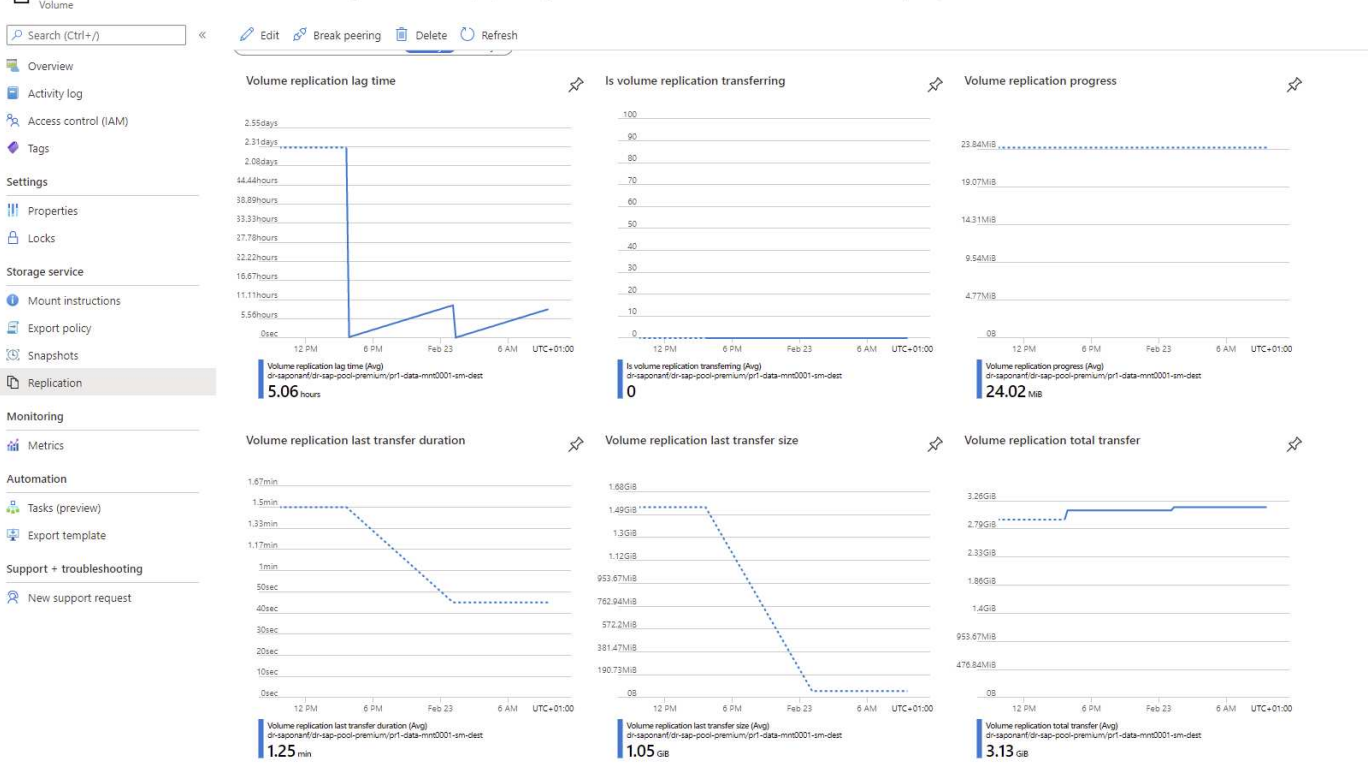 Volume
Search (Ctrl+/)
«
Edit
Break peering
Delete
Refresh
Overview
Activity log
Access control (IAM)
Tags
Settings
Properties
Locks
Storage service
Mount instructions
Export policy
Snapshots
Replication
Monitoring
Metrics
Automation
Tasks (preview)
Export template
Support + troubleshooting
New support request
Volume replication lag time
2.55days
2.31days
2.08days
44.44hours
38.89hours
33.33hours
27.78hours
22.22hours
16.67hours
11.11hours
5.56hours
0sec
12 PM 6 PM Feb 23 6 AM UTC+01:00
Volume replication lag time (Avg)
dr-saponanf/dr-sap-pool-premium/pr1-data-mnt0001-sm-dest
5.06 hours
Is volume replication transferring
100
90
80
70
60
50
40
30
20
10
0
12 PM 6 PM Feb 23 6 AM UTC+01:00
Is volume replication transferring (Avg)
dr-saponanf/dr-sap-pool-premium/pr1-data-mnt0001-sm-dest
0
Volume replication progress
23.84MiB
19.07MiB
14.31MiB
9.54MiB
4.77MiB
0B
12 PM 6 PM Feb 23 6 AM UTC+01:00
Volume replication progress (Avg)
dr-saponanf/dr-sap-pool-premium/pr1-data-mnt0001-sm-dest
24.02 MiB
Volume replication last transfer duration
1.67min
1.5min
1.33min
1.17min
1min
50sec
40sec
30sec
20sec
10sec
0sec
12 PM 6 PM Feb 23 6 AM UTC+01:00
Volume replication last transfer duration (Avg)
dr-saponanf/dr-sap-pool-premium/pr1-data-mnt0001-sm-dest
1.25 min
Volume replication last transfer size
1.68GiB
1.49GiB
1.3GiB
1.12GiB
953.67MiB
762.94MiB
572.2MiB
381.47MiB
190.73MiB
0B
12 PM 6 PM Feb 23 6 AM UTC+01:00
Volume replication last transfer size (Avg)
dr-saponanf/dr-sap-pool-premium/pr1-data-mnt0001-sm-dest
1.05 GiB
Volume replication total transfer
3.26GiB
2.79GiB
2.33GiB
1.86GiB
1.4GiB
953.67MiB
476.84MiB
0B
12 PM 6 PM Feb 23 6 AM UTC+01:00
Volume replication total transfer (Avg)
dr-saponanf/dr-sap-pool-premium/pr1-data-mnt0001-sm-dest
3.13 GiB